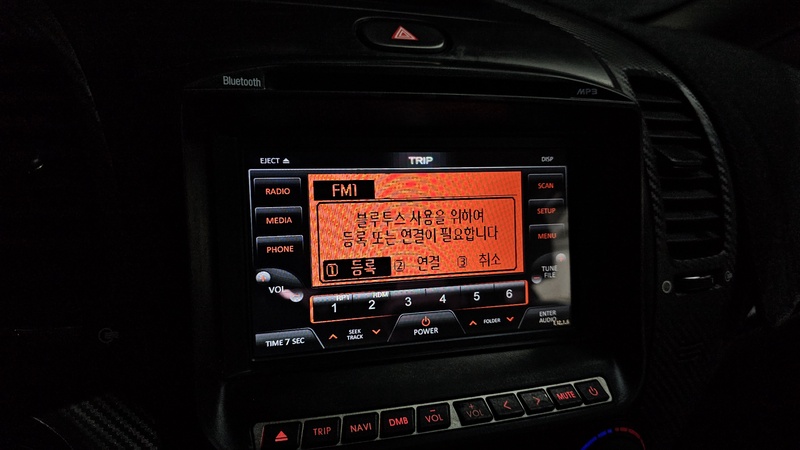 Bluetooth
MP3
EJECT
TRIP
DISP
RADIO
FM1
SCAN
MEDIA
블루투스 사용을 위하여
SETUP
등록 또는 연결이 필요합니다
PHONE
MENU
① 등록 ② 연결 ③ 취소
VOL
TUNE
FILE
RPT RDM
1 2 3 4 5 6
TIME 7 SEC
SEEK
TRACK
POWER
FOLDER
ENTER
AUDIO
TRIP NAVI DMB VOL VOL MUTE